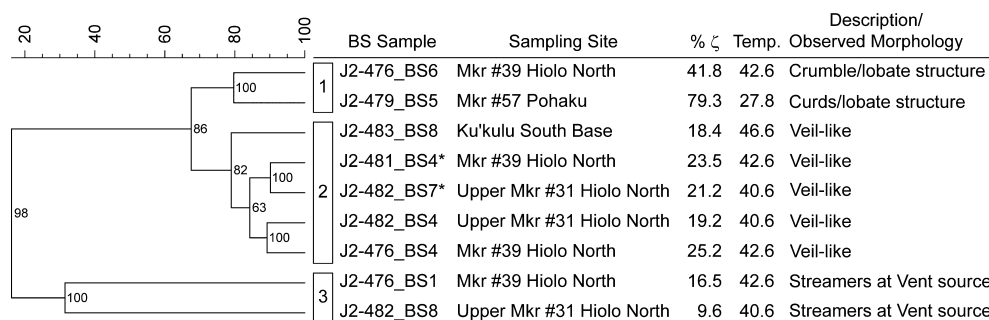 20 40 60 80 100
Description/
BS Sample Sampling Site % ζ Temp. Observed Morphology
J2-476_BS6 Mkr #39 Hiolo North 41.8 42.6 Crumble/lobate structure
100 1
J2-479_BS5 Mkr #57 Pohaku 79.3 27.8 Curds/lobate structure
86 J2-483_BS8 Ku'kulu South Base 18.4 46.6 Veil-like
J2-481_BS4* Mkr #39 Hiolo North 23.5 42.6 Veil-like
82 100
J2-482_BS7* Upper Mkr #31 Hiolo North 21.2 40.6 Veil-like
2
98 63
J2-482_BS4 Upper Mkr #31 Hiolo North 19.2 40.6 Veil-like
100
J2-476_BS4 Mkr #39 Hiolo North 25.2 42.6 Veil-like
J2-476_BS1 Mkr #39 Hiolo North 16.5 42.6 Streamers at Vent source
100 3
J2-482_BS8 Upper Mkr #31 Hiolo North 9.6 40.6 Streamers at Vent source